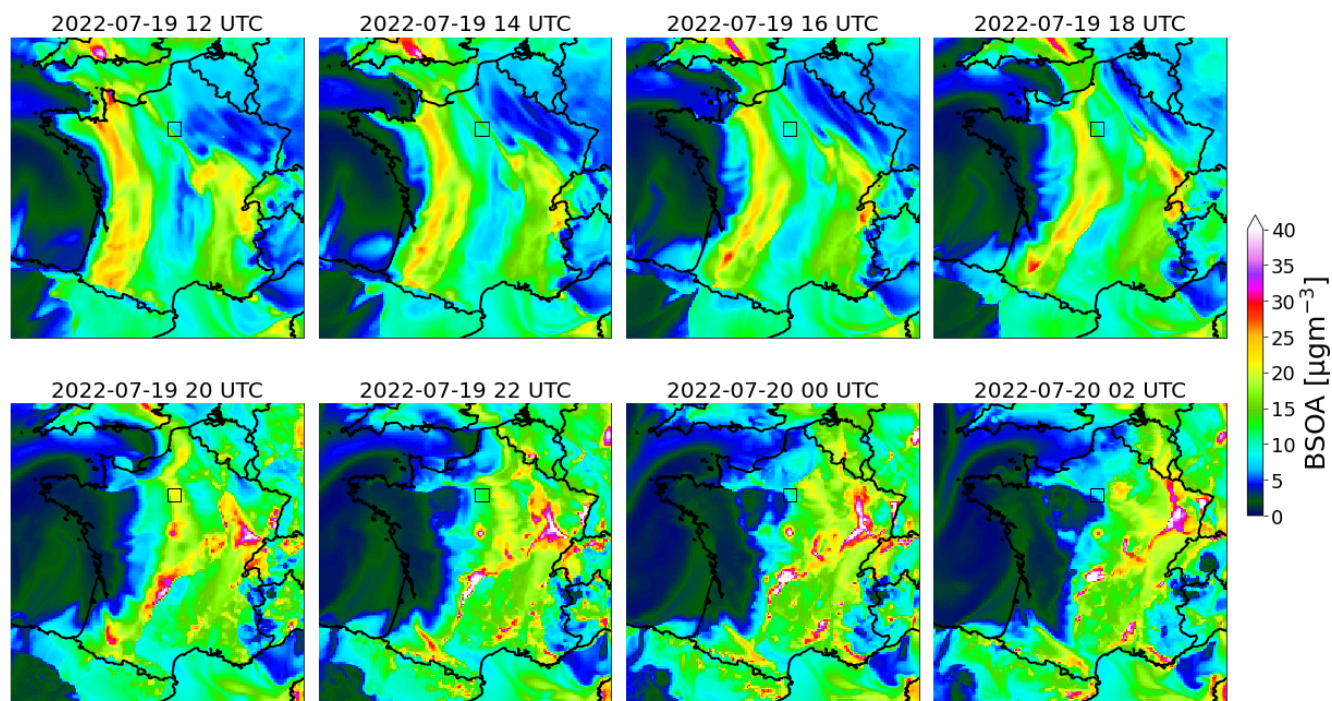 2022-07-19 12 UTC
2022-07-19 14 UTC
2022-07-19 16 UTC
2022-07-19 18 UTC
2022-07-19 20 UTC
2022-07-19 22 UTC
2022-07-20 00 UTC
2022-07-20 02 UTC
40
35
30
25
20
15
10
5
0
BSOA [μgm⁻³]